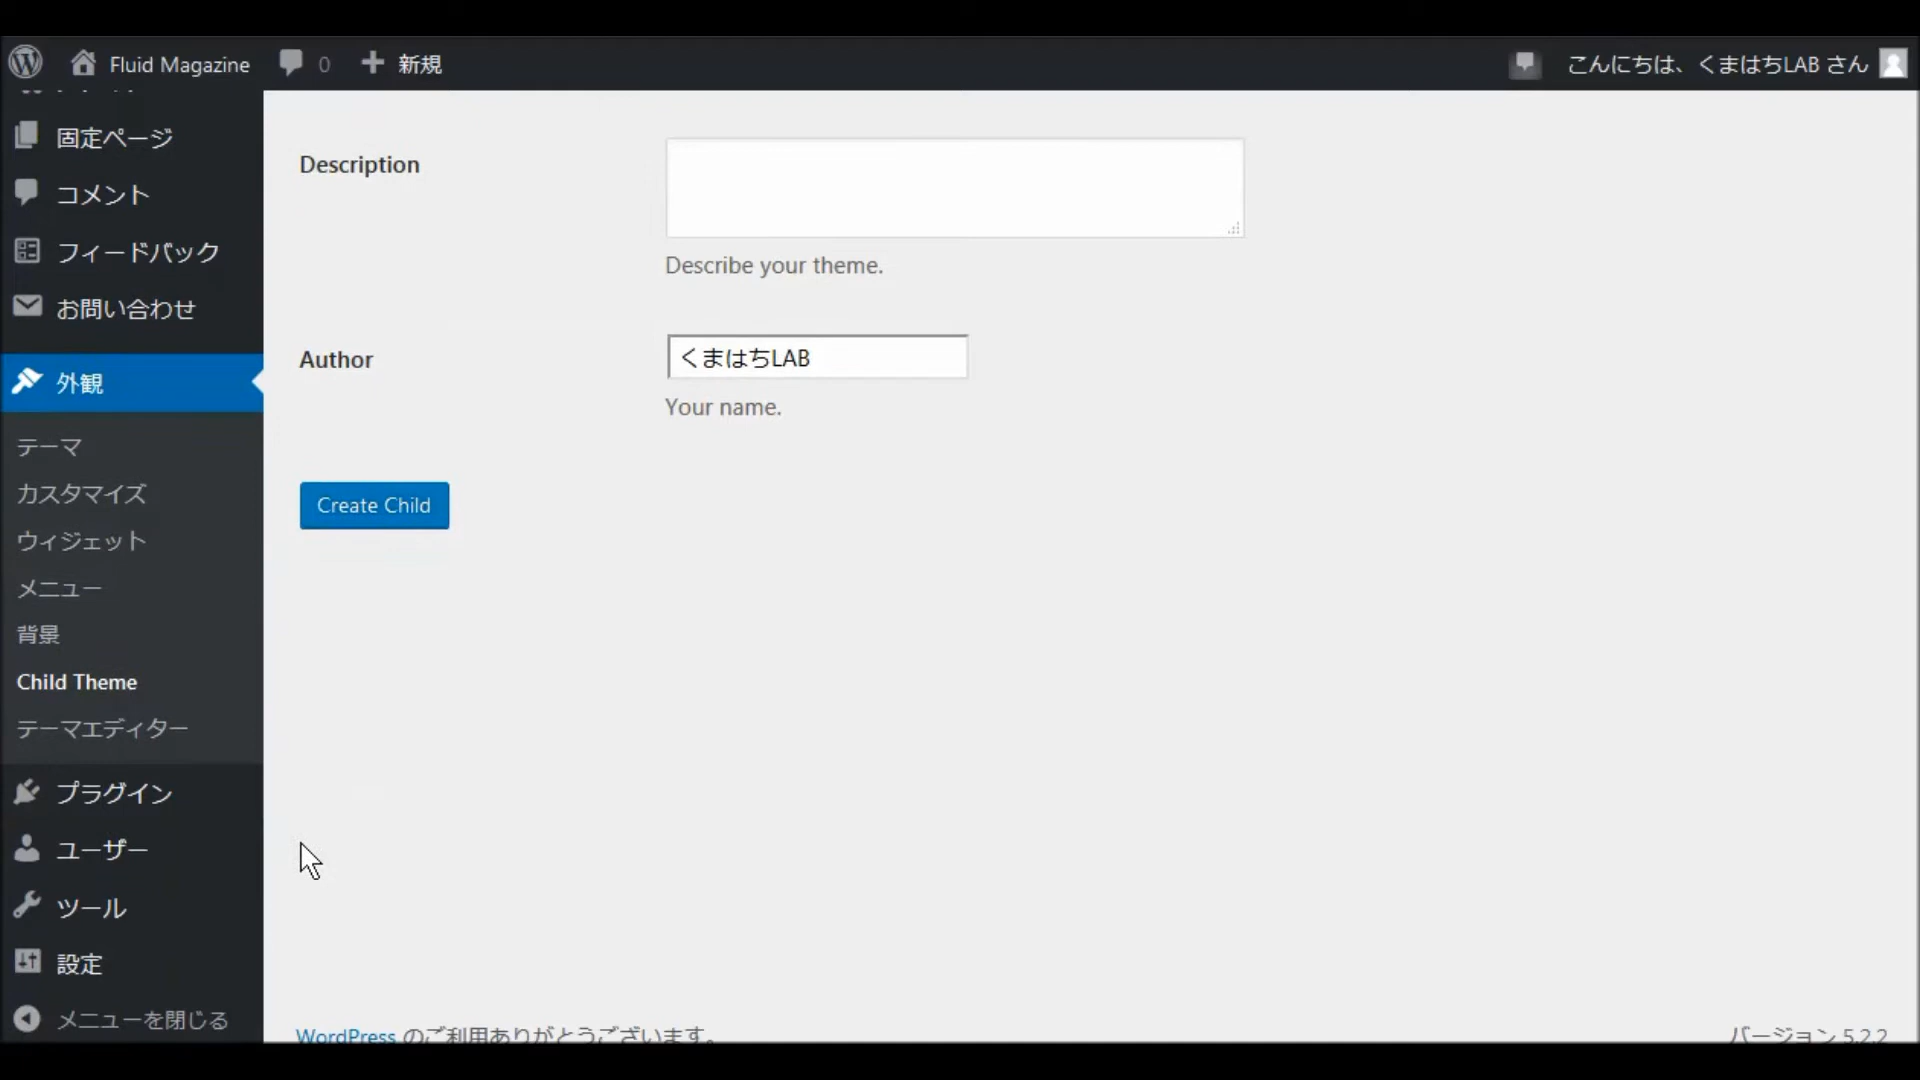 Fluid Magazine
0
新規
こんにちは、くまはちLAB さん
固定ページ
コメント
フィードバック
お問い合わせ
外観
テーマ
カスタマイズ
ウィジェット
メニュー
背景
Child Theme
テーマエディター
プラグイン
ユーザー
ツール
設定
メニューを閉じる
Description
Describe your theme.
Author
くまはちLAB
Your name.
Create Child
WordPress のご利用ありがとうございます。
バージョン 5.2.2